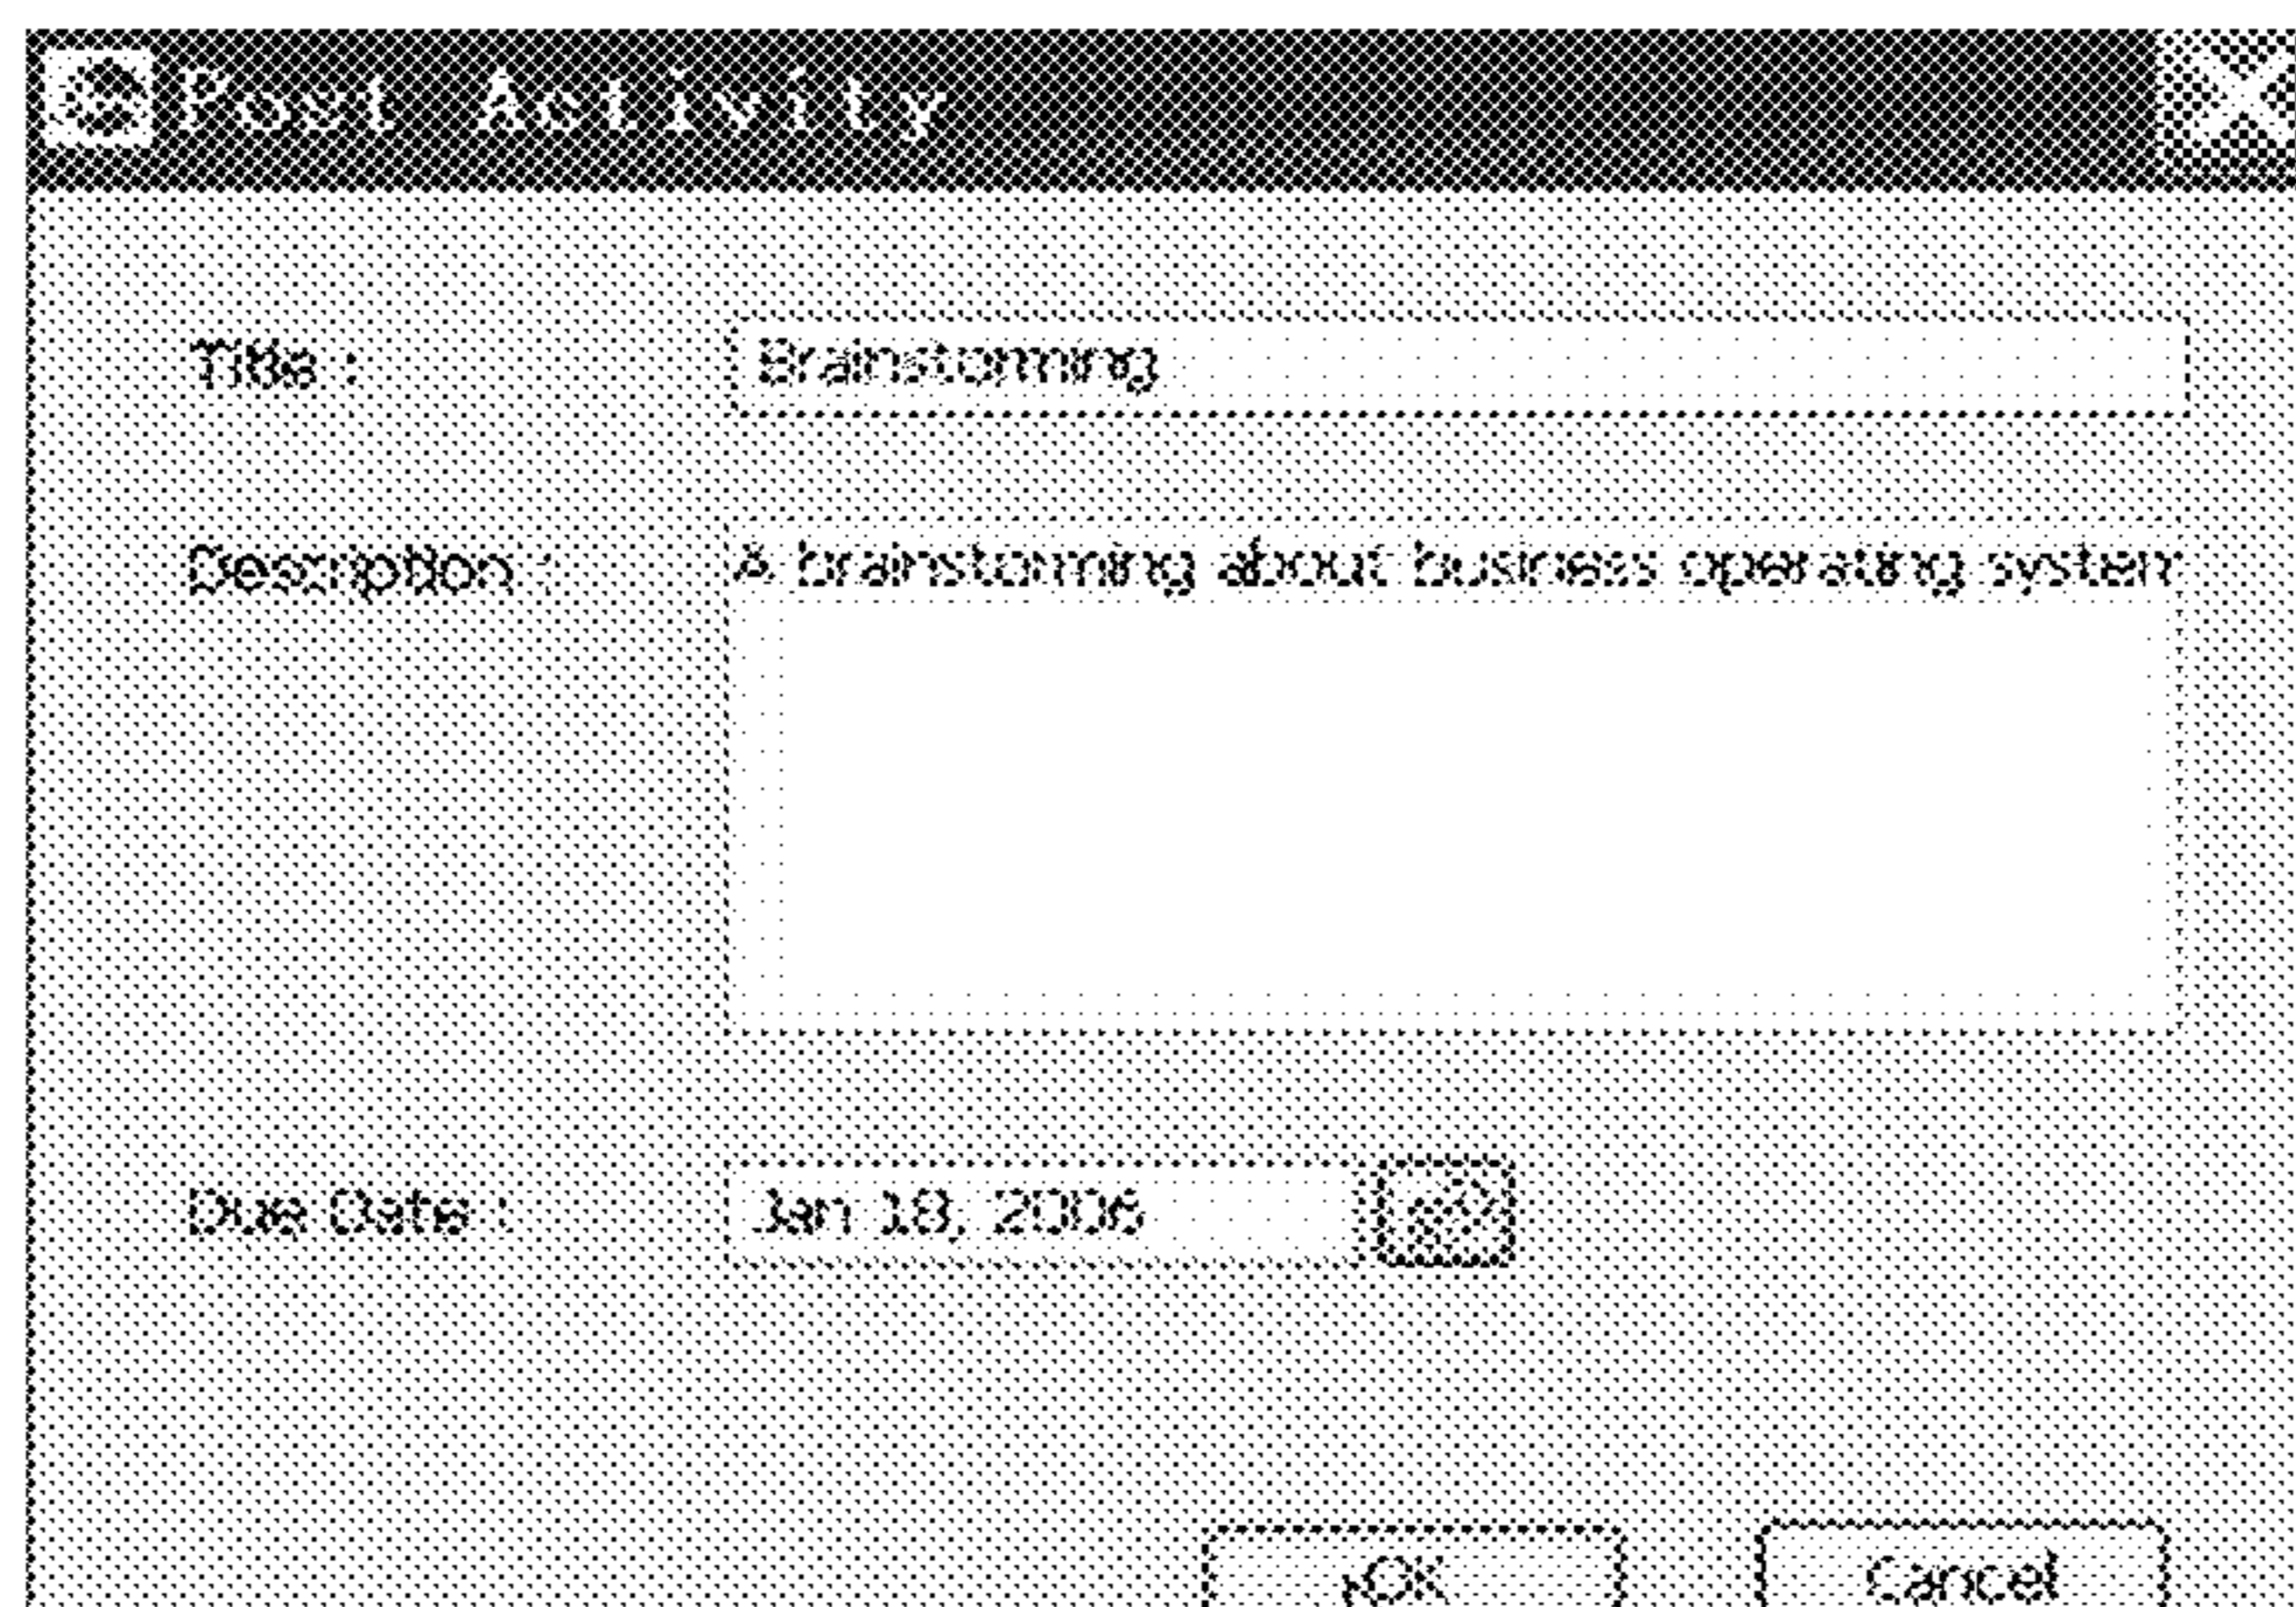 Post Activity
Title : Brainstorming
Description : A brainstorming about business operating system
Due Date : Jan 18, 2006
OK Cancel